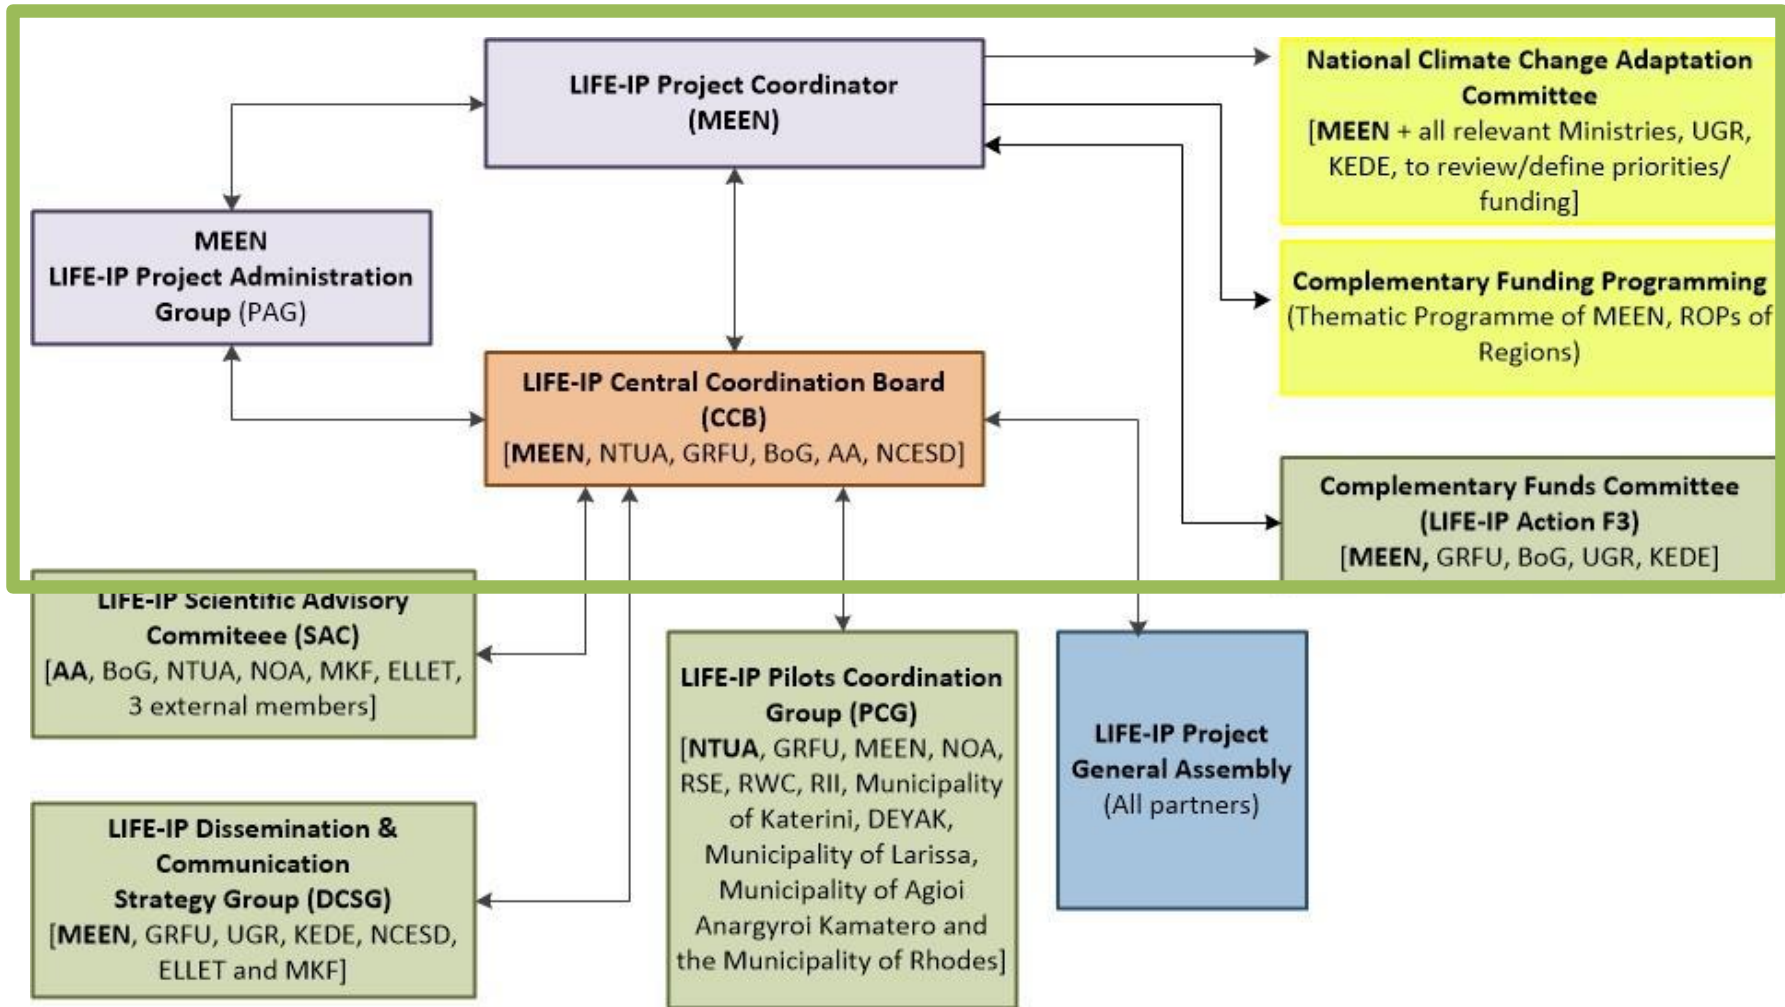 LIFE-IP Project Coordinator
(MEEN)
National Climate Change Adaptation
Committee
[MEEN + all relevant Ministries, UGR,
KEDE, to review/define priorities/
funding]
MEEN
LIFE-IP Project Administration
Group (PAG)
Complementary Funding Programming
(Thematic Programme of MEEN, ROPs of
Regions)
LIFE-IP Central Coordination Board
(CCB)
[MEEN, NTUA, GRFU, BoG, AA, NCESD]
Complementary Funds Committee
(LIFE-IP Action F3)
[MEEN, GRFU, BoG, UGR, KEDE]
LIFE-IP Scientific Advisory
Commiteee (SAC)
[AA, BoG, NTUA, NOA, MKF, ELLET,
3 external members]
LIFE-IP Pilots Coordination
Group (PCG)
[NTUA, GRFU, MEEN, NOA,
RSE, RWC, RII, Municipality
of Katerini, DEYAK,
Municipality of Larissa,
Municipality of Agioi
Anargyroi Kamatero and
the Municipality of Rhodes]
LIFE-IP Project
General Assembly
(All partners)
LIFE-IP Dissemination &
Communication
Strategy Group (DCSG)
[MEEN, GRFU, UGR, KEDE, NCESD,
ELLET and MKF]